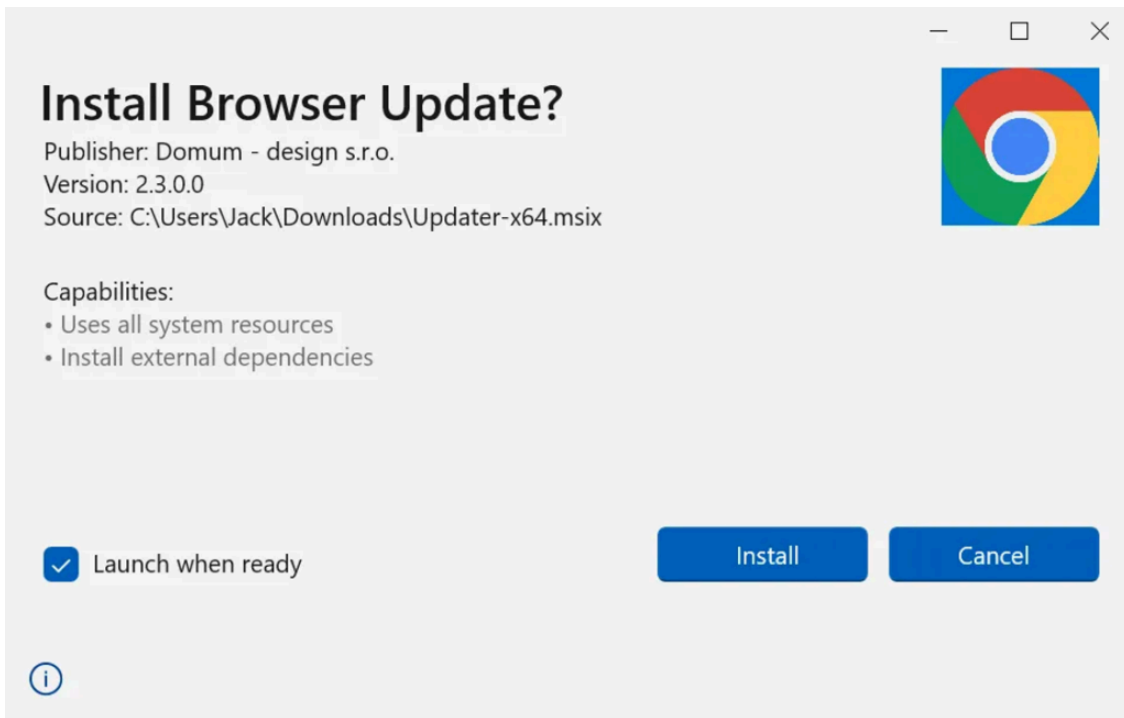 Install Browser Update?
Publisher: Domum - design s.r.o.
Version: 2.3.0.0
Source: C:\Users\Jack\Downloads\Updater-x64.msix
Capabilities:
• Uses all system resources
• Install external dependencies
Launch when ready
Install
Cancel